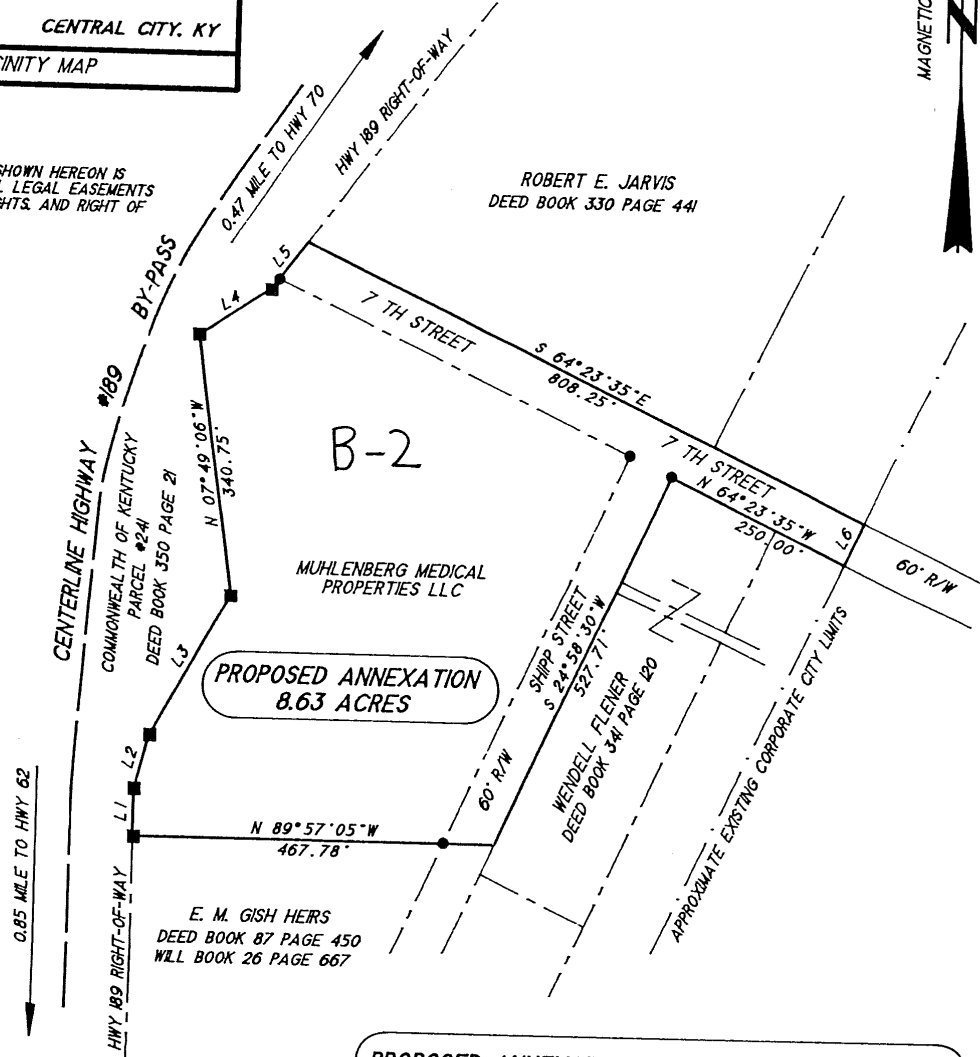 CENTRAL CITY, KY
INITY MAP
MAGNETIC
N
SHOWN HEREON IS
LEGAL EASEMENTS
HTS, AND RIGHT OF
0.47 MILE TO HWY 70
HWY 189 RIGHT-OF-WAY
ROBERT E. JARVIS
DEED BOOK 330 PAGE 441
CENTERLINE HIGHWAY #189 BY-PASS
L5
L4
7 TH STREET
S 64°23'35"E
808.25'
N 07°49'06"W
340.75'
B-2
7 TH STREET
N 64°23'35"W
250.00'
L6
60' R/W
COMMONWEALTH OF KENTUCKY
PARCEL #241
DEED BOOK 350 PAGE 21
MUHLENBERG MEDICAL
PROPERTIES LLC
L3
PROPOSED ANNEXATION
8.63 ACRES
SHIPP STREET
S 24°58'30"W
527.71'
60' R/W
WENDELL FLENER
DEED BOOK 341 PAGE 120
APPROXIMATE EXISTING CORPORATE CITY LIMITS
L2
L1
N 89°57'05"W
467.78'
0.85 MILE TO HWY 62
HWY 189 RIGHT-OF-WAY
E. M. GISH HEIRS
DEED BOOK 87 PAGE 450
WILL BOOK 26 PAGE 667